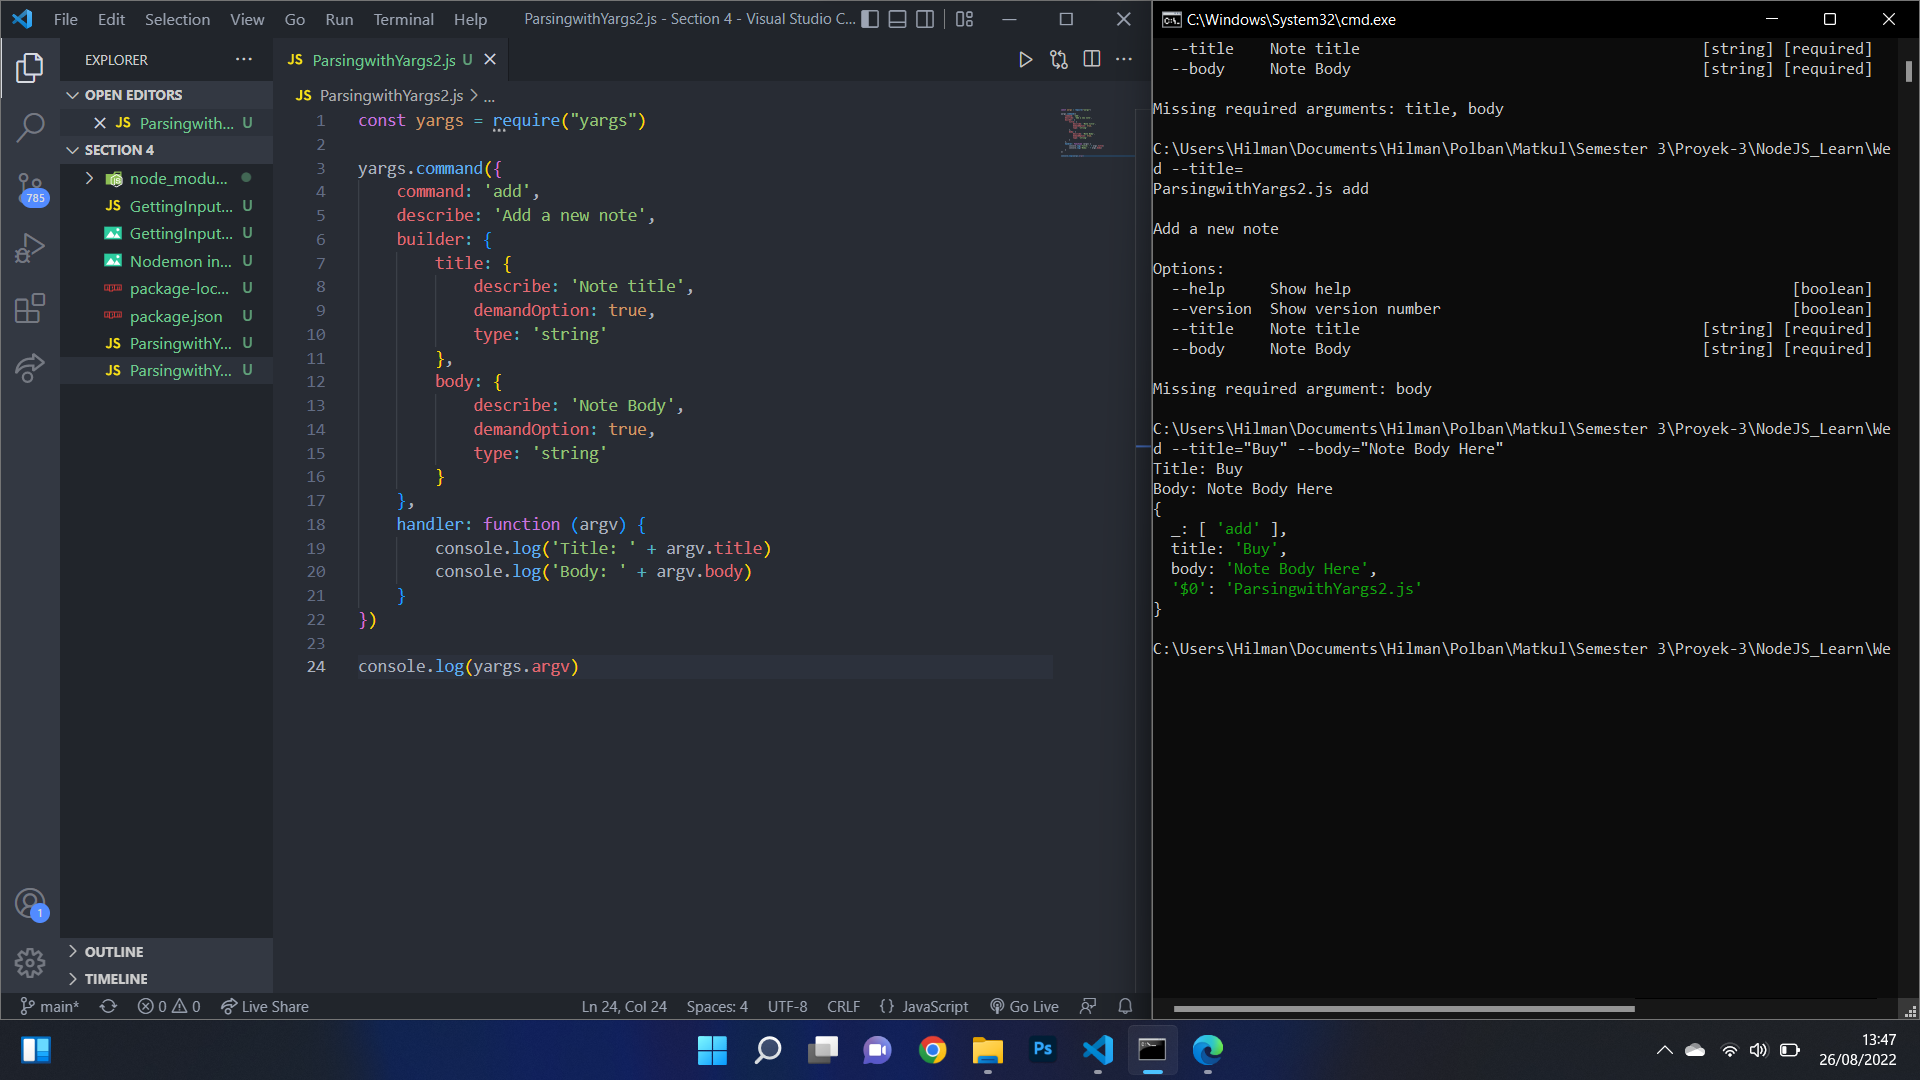 File Edit Selection View Go Run Terminal Help ParsingwithYargs2.js - Section 4 - Visual Studio C...
EXPLORER ...
OPEN EDITORS
JS Parsingwith... U
SECTION 4
node_modu...
JS GettingInput... U
GettingInput... U
Nodemon in... U
package-loc... U
package.json U
JS ParsingwithY... U
JS ParsingwithY... U
785
1
OUTLINE
TIMELINE
JS ParsingwithYargs2.js U
JS ParsingwithYargs2.js > ...
1 const yargs = require("yargs")
2
3 yargs.command({
4 command: 'add',
5 describe: 'Add a new note',
6 builder: {
7 title: {
8 describe: 'Note title',
9 demandOption: true,
10 type: 'string'
11 },
12 body: {
13 describe: 'Note Body',
14 demandOption: true,
15 type: 'string'
16 }
17 },
18 handler: function (argv) {
19 console.log('Title: ' + argv.title)
20 console.log('Body: ' + argv.body)
21 }
22 })
23
24 console.log(yargs.argv)
main* 0 0 Live Share Ln 24, Col 24 Spaces: 4 UTF-8 CRLF {} JavaScript Go Live
C:\Windows\System32\cmd.exe
--title Note title [string] [required]
--body Note Body [string] [required]
Missing required arguments: title, body
C:\Users\Hilman\Documents\Hilman\Polban\Matkul\Semester 3\Proyek-3\NodeJS_Learn\We
d --title=
ParsingwithYargs2.js add
Add a new note
Options:
--help Show help [boolean]
--version Show version number [boolean]
--title Note title [string] [required]
--body Note Body [string] [required]
Missing required argument: body
C:\Users\Hilman\Documents\Hilman\Polban\Matkul\Semester 3\Proyek-3\NodeJS_Learn\We
d --title="Buy" --body="Note Body Here"
Title: Buy
Body: Note Body Here
{
_: [ 'add' ],
title: 'Buy',
body: 'Note Body Here',
'$0': 'ParsingwithYargs2.js'
}
C:\Users\Hilman\Documents\Hilman\Polban\Matkul\Semester 3\Proyek-3\NodeJS_Learn\We
Ps
13:47
26/08/2022